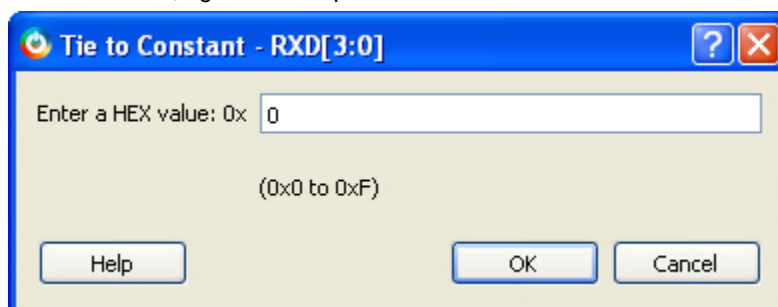 Tie to Constant - RXD[3:0]
Enter a HEX value: 0x 0
(0x0 to 0xF)
Help OK Cancel